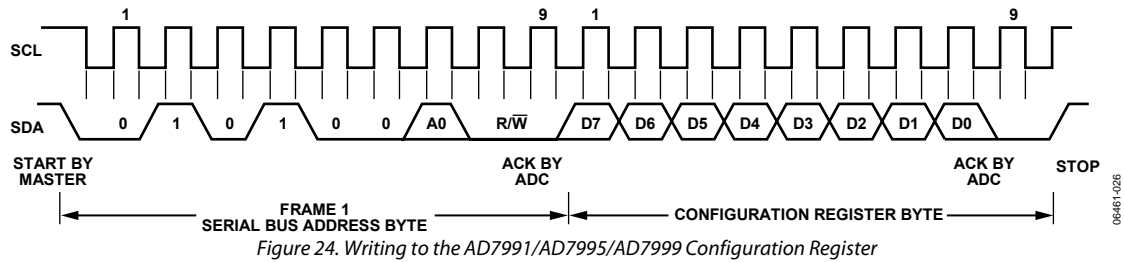 1 9 1 9
SCL
SDA 0 1 0 1 0 0 A0 R/W̅ D7 D6 D5 D4 D3 D2 D1 D0
START BY
MASTER
ACK BY
ADC
ACK BY
ADC
STOP
FRAME 1
SERIAL BUS ADDRESS BYTE
CONFIGURATION REGISTER BYTE
06461-026
Figure 24. Writing to the AD7991/AD7995/AD7999 Configuration Register